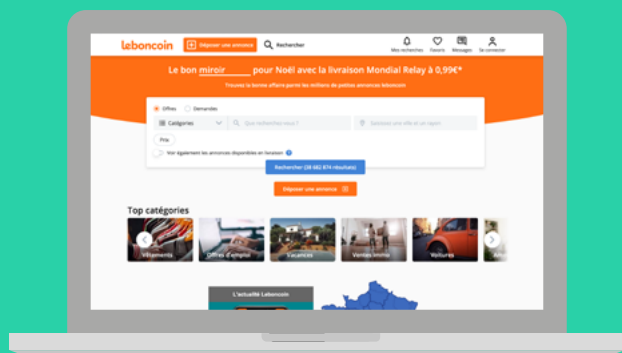 leboncoin
Déposer une annonce
Rechercher
Mes recherches Favoris Messages Se connecter
Le bon miroir pour Noël avec la livraison Mondial Relay à 0,99€*
Trouvez la bonne affaire parmi les millions de petites annonces leboncoin
Offres Demandes
Catégories
Que recherchez-vous ?
Saisissez une ville et un rayon
Prix
Voir également les annonces disponibles en livraison
Rechercher (38 682 874 résultats)
Déposer une annonce
Top catégories
Vêtements
Offres d'emploi
Vacances
Ventes immo
Voitures
L'actualité Leboncoin